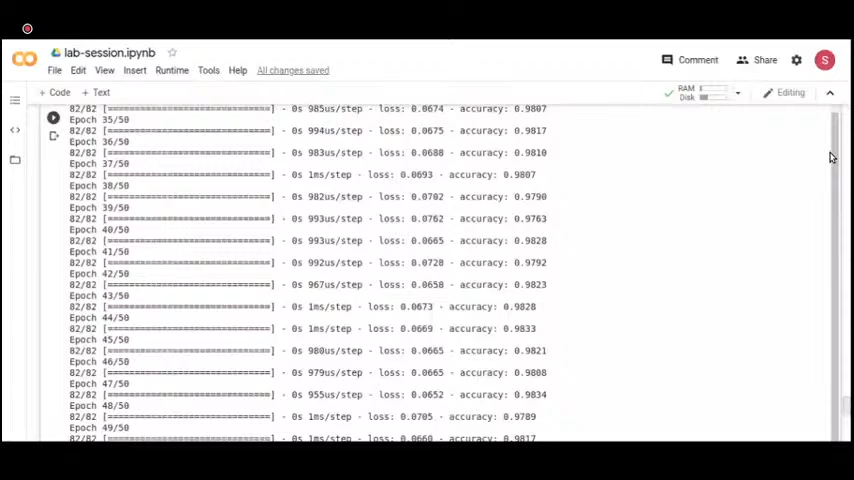 lab-session.ipynb
Comment Share S
File Edit View Insert Runtime Tools Help All changes saved
+ Code + Text
RAM
Disk
Editing
82/82 [==============================] - 0s 985us/step - loss: 0.0674 - accuracy: 0.9807
Epoch 35/50
82/82 [==============================] - 0s 994us/step - loss: 0.0675 - accuracy: 0.9817
Epoch 36/50
82/82 [==============================] - 0s 983us/step - loss: 0.0688 - accuracy: 0.9810
Epoch 37/50
82/82 [==============================] - 0s 1ms/step - loss: 0.0693 - accuracy: 0.9807
Epoch 38/50
82/82 [==============================] - 0s 982us/step - loss: 0.0702 - accuracy: 0.9790
Epoch 39/50
82/82 [==============================] - 0s 993us/step - loss: 0.0762 - accuracy: 0.9763
Epoch 40/50
82/82 [==============================] - 0s 993us/step - loss: 0.0665 - accuracy: 0.9828
Epoch 41/50
82/82 [==============================] - 0s 992us/step - loss: 0.0728 - accuracy: 0.9792
Epoch 42/50
82/82 [==============================] - 0s 967us/step - loss: 0.0658 - accuracy: 0.9823
Epoch 43/50
82/82 [==============================] - 0s 1ms/step - loss: 0.0673 - accuracy: 0.9828
Epoch 44/50
82/82 [==============================] - 0s 1ms/step - loss: 0.0669 - accuracy: 0.9833
Epoch 45/50
82/82 [==============================] - 0s 980us/step - loss: 0.0665 - accuracy: 0.9821
Epoch 46/50
82/82 [==============================] - 0s 979us/step - loss: 0.0665 - accuracy: 0.9808
Epoch 47/50
82/82 [==============================] - 0s 955us/step - loss: 0.0652 - accuracy: 0.9834
Epoch 48/50
82/82 [==============================] - 0s 1ms/step - loss: 0.0705 - accuracy: 0.9789
Epoch 49/50
82/82 [==============================] - 0s 1ms/step - loss: 0.0660 - accuracy: 0.9817